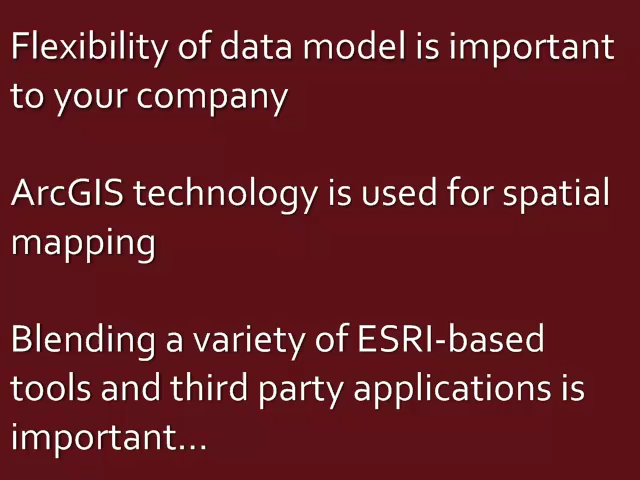 Flexibility of data model is important
to your company
ArcGIS technology is used for spatial
mapping
Blending a variety of ESRI-based
tools and third party applications is
important...